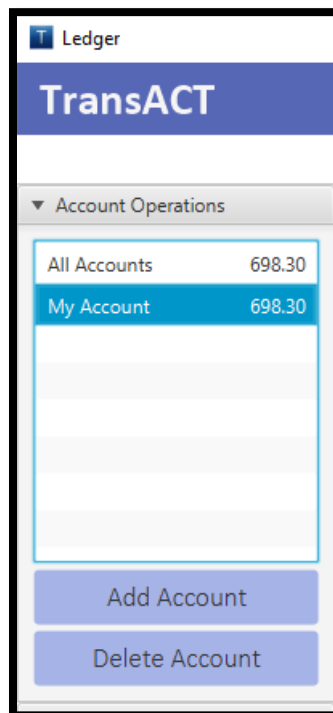 T Ledger
TransACT
Account Operations
All Accounts 698.30
My Account 698.30
Add Account
Delete Account